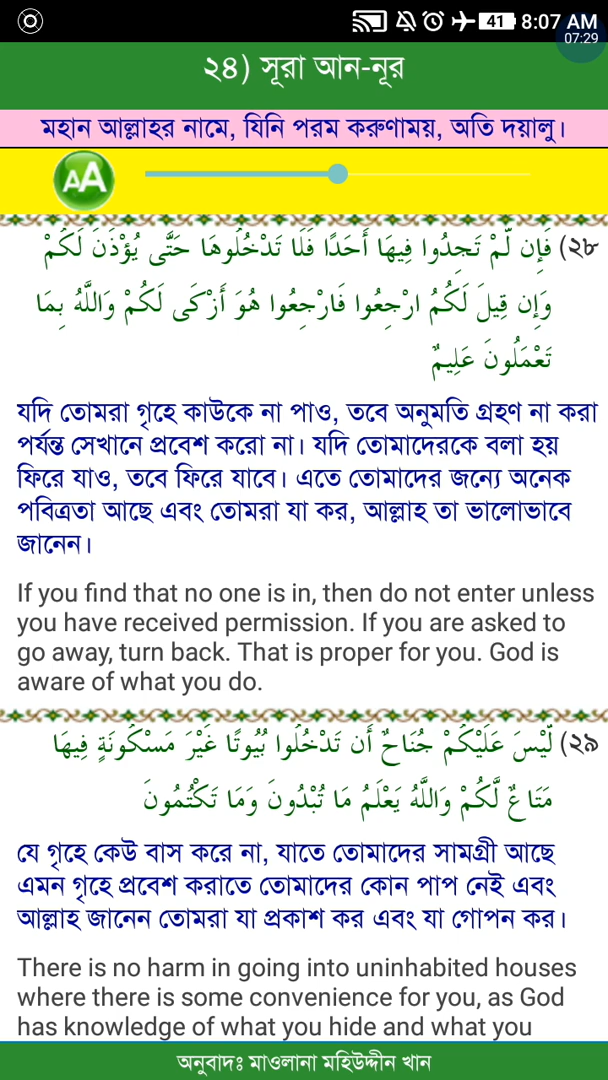 41 8:07 AM
07:29
২৪) সূরা আন-নূর
মহান আল্লাহর নামে, যিনি পরম করুণাময়, অতি দয়ালু।
AA
২৮) فَإِن لَّمْ تَجِدُوا فِيهَا أَحَدًا فَلَا تَدْخُلُوهَا حَتَّى يُؤْذَنَ لَكُمْ
وَإِن قِيلَ لَكُمُ ارْجِعُوا فَارْجِعُوا هُوَ أَزْكَى لَكُمْ وَاللَّهُ بِمَا
تَعْمَلُونَ عَلِيمٌ
যদি তোমরা গৃহে কাউকে না পাও, তবে অনুমতি গ্রহণ না করা
পর্যন্ত সেখানে প্রবেশ করো না। যদি তোমাদেরকে বলা হয়
ফিরে যাও, তবে ফিরে যাবে। এতে তোমাদের জন্যে অনেক
পবিত্রতা আছে এবং তোমরা যা কর, আল্লাহ তা ভালোভাবে
জানেন।
If you find that no one is in, then do not enter unless
you have received permission. If you are asked to
go away, turn back. That is proper for you. God is
aware of what you do.
২৯) لَّيْسَ عَلَيْكُمْ جُنَاحٌ أَن تَدْخُلُوا بُيُوتًا غَيْرَ مَسْكُونَةٍ فِيهَا
مَتَاعٌ لَّكُمْ وَاللَّهُ يَعْلَمُ مَا تُبْدُونَ وَمَا تَكْتُمُونَ
যে গৃহে কেউ বাস করে না, যাতে তোমাদের সামগ্রী আছে
এমন গৃহে প্রবেশ করাতে তোমাদের কোন পাপ নেই এবং
আল্লাহ জানেন তোমরা যা প্রকাশ কর এবং যা গোপন কর।
There is no harm in going into uninhabited houses
where there is some convenience for you, as God
has knowledge of what you hide and what you
অনুবাদঃ মাওলানা মহিউদ্দীন খান